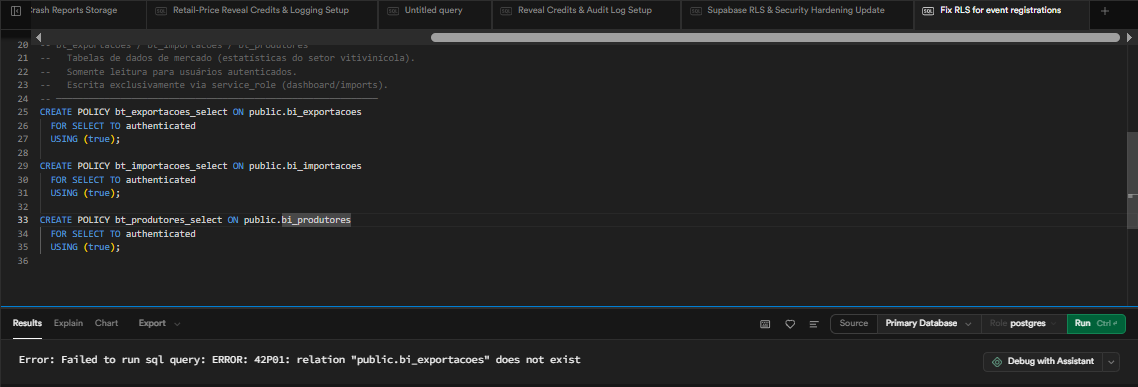 Crash Reports Storage
SQL Retail-Price Reveal Credits & Logging Setup
SQL Untitled query
SQL Reveal Credits & Audit Log Setup
SQL Supabase RLS & Security Hardening Update
SQL Fix RLS for event registrations
20 -- bt_exportacoes / bt_importacoes / bt_produtores
21 --   Tabelas de dados de mercado (estatísticas do setor vitivinícola).
22 --   Somente leitura para usuários autenticados.
23 --   Escrita exclusivamente via service_role (dashboard/imports).
24 -- ──────────────────────────
25 CREATE POLICY bt_exportacoes_select ON public.bi_exportacoes
26   FOR SELECT TO authenticated
27   USING (true);
28
29 CREATE POLICY bt_importacoes_select ON public.bi_importacoes
30   FOR SELECT TO authenticated
31   USING (true);
32
33 CREATE POLICY bt_produtores_select ON public.bi_produtores
34   FOR SELECT TO authenticated
35   USING (true);
36
Results Explain Chart Export Source Primary Database Role postgres Run Ctrl ↵
Error: Failed to run sql query: ERROR: 42P01: relation "public.bi_exportacoes" does not exist
Debug with Assistant